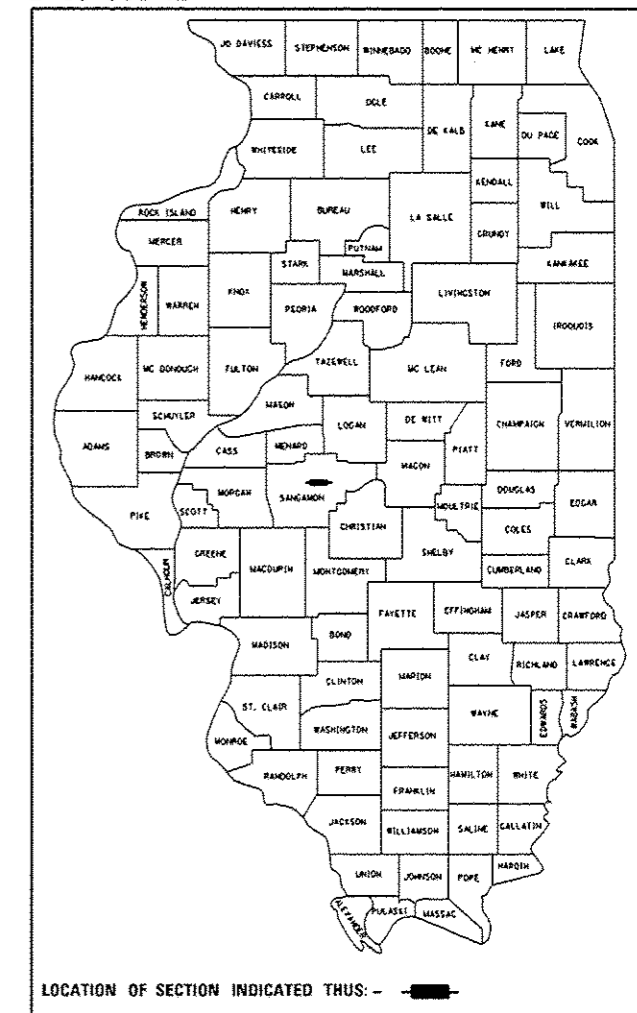 JO DAVIESS STEPHENSON WINNEBAGO BOONE MC HENRY LAKE
CARROLL OGLE DE KALB KANE DU PAGE COOK
WHITESIDE LEE
KENDALL WILL
ROCK ISLAND HENRY BUREAU LA SALLE
MERCER PUTNAM GRUNDY
STARK MARSHALL KANKAKEE
HENDERSON WARREN KNOX PEORIA WOODFORD LIVINGSTON IROQUOIS
HANCOCK MC DONOUGH FULTON TAZEWELL MC LEAN FORD
MASON
SCHUYLER LOGAN DE WITT CHAMPAIGN VERMILION
ADAMS BROWN CASS MENARD MACON PIATT
PIKE SCOTT MORGAN SANGAMON MOULTRIE DOUGLAS EDGAR
CHRISTIAN COLES
GREENE MACOUPIN MONTGOMERY SHELBY CUMBERLAND CLARK
CALHOUN JERSEY FAYETTE EFFINGHAM JASPER CRAWFORD
MADISON BOND
CLAY RICHLAND LAWRENCE
CLINTON MARION
ST. CLAIR WAYNE EDWARDS WABASH
MONROE WASHINGTON JEFFERSON
RANDOLPH PERRY HAMILTON WHITE
FRANKLIN
JACKSON WILLIAMSON SALINE GALLATIN
UNION JOHNSON POPE HARDIN
ALEXANDER PULASKI MASSAC
LOCATION OF SECTION INDICATED THUS: -